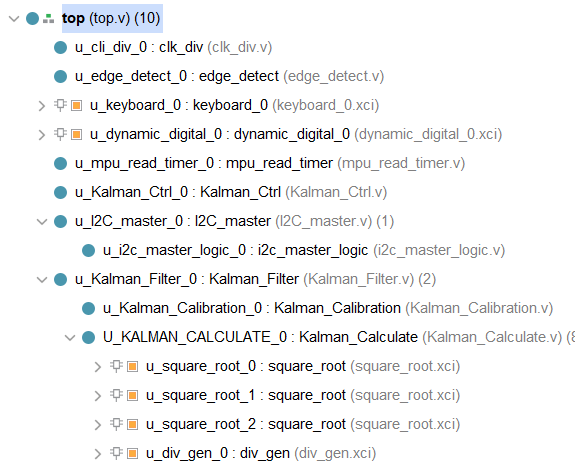 top (top.v) (10)
u_cli_div_0 : clk_div (clk_div.v)
u_edge_detect_0 : edge_detect (edge_detect.v)
u_keyboard_0 : keyboard_0 (keyboard_0.xci)
u_dynamic_digital_0 : dynamic_digital_0 (dynamic_digital_0.xci)
u_mpu_read_timer_0 : mpu_read_timer (mpu_read_timer.v)
u_Kalman_Ctrl_0 : Kalman_Ctrl (Kalman_Ctrl.v)
u_I2C_master_0 : I2C_master (I2C_master.v) (1)
u_i2c_master_logic_0 : i2c_master_logic (i2c_master_logic.v)
u_Kalman_Filter_0 : Kalman_Filter (Kalman_Filter.v) (2)
u_Kalman_Calibration_0 : Kalman_Calibration (Kalman_Calibration.v)
U_KALMAN_CALCULATE_0 : Kalman_Calculate (Kalman_Calculate.v) (8
u_square_root_0 : square_root (square_root.xci)
u_square_root_1 : square_root (square_root.xci)
u_square_root_2 : square_root (square_root.xci)
u_div_gen_0 : div_gen (div_gen.xci)